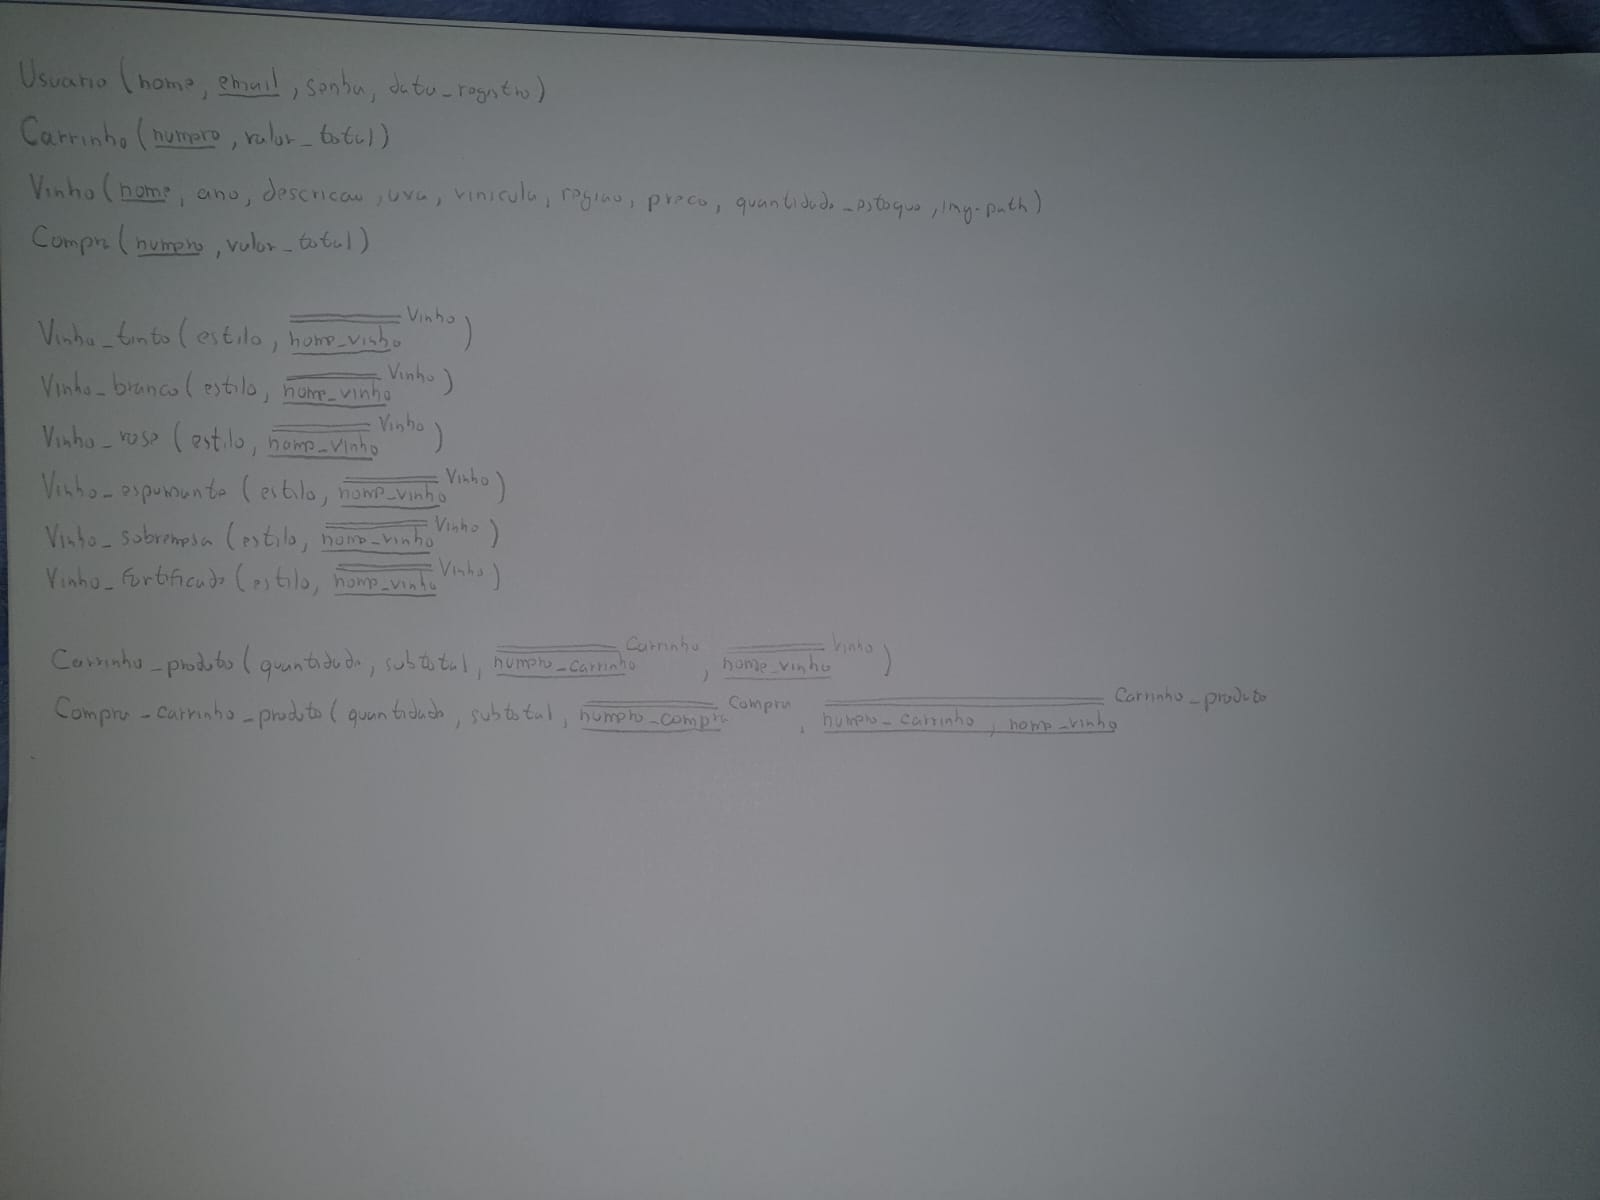 Usuario (nome, email, senha, data_registro)
Carrinho (numero, valor_total)
Vinho (nome, ano, descricao, uva, vinicula, regiao, preco, quantidade_estoque, img-path)
Compra (numero, valor_total)
Vinho_tinto (estilo, nome_vinho Vinho)
Vinho_branco (estilo, nome_vinho Vinho)
Vinho_rose (estilo, nome_vinho Vinho)
Vinho_espumante (estilo, nome_vinho Vinho)
Vinho_sobremesa (estilo, nome_vinho Vinho)
Vinho_fortificado (estilo, nome_vinho Vinho)
Carrinho_produto (quantidade, subtotal, numero_carrinho Carrinho, nome_vinho Vinho)
Compra_carrinho_produto (quantidade, subtotal, numero_compra Compra, numero_carrinho, nome_vinho Carrinho_produto